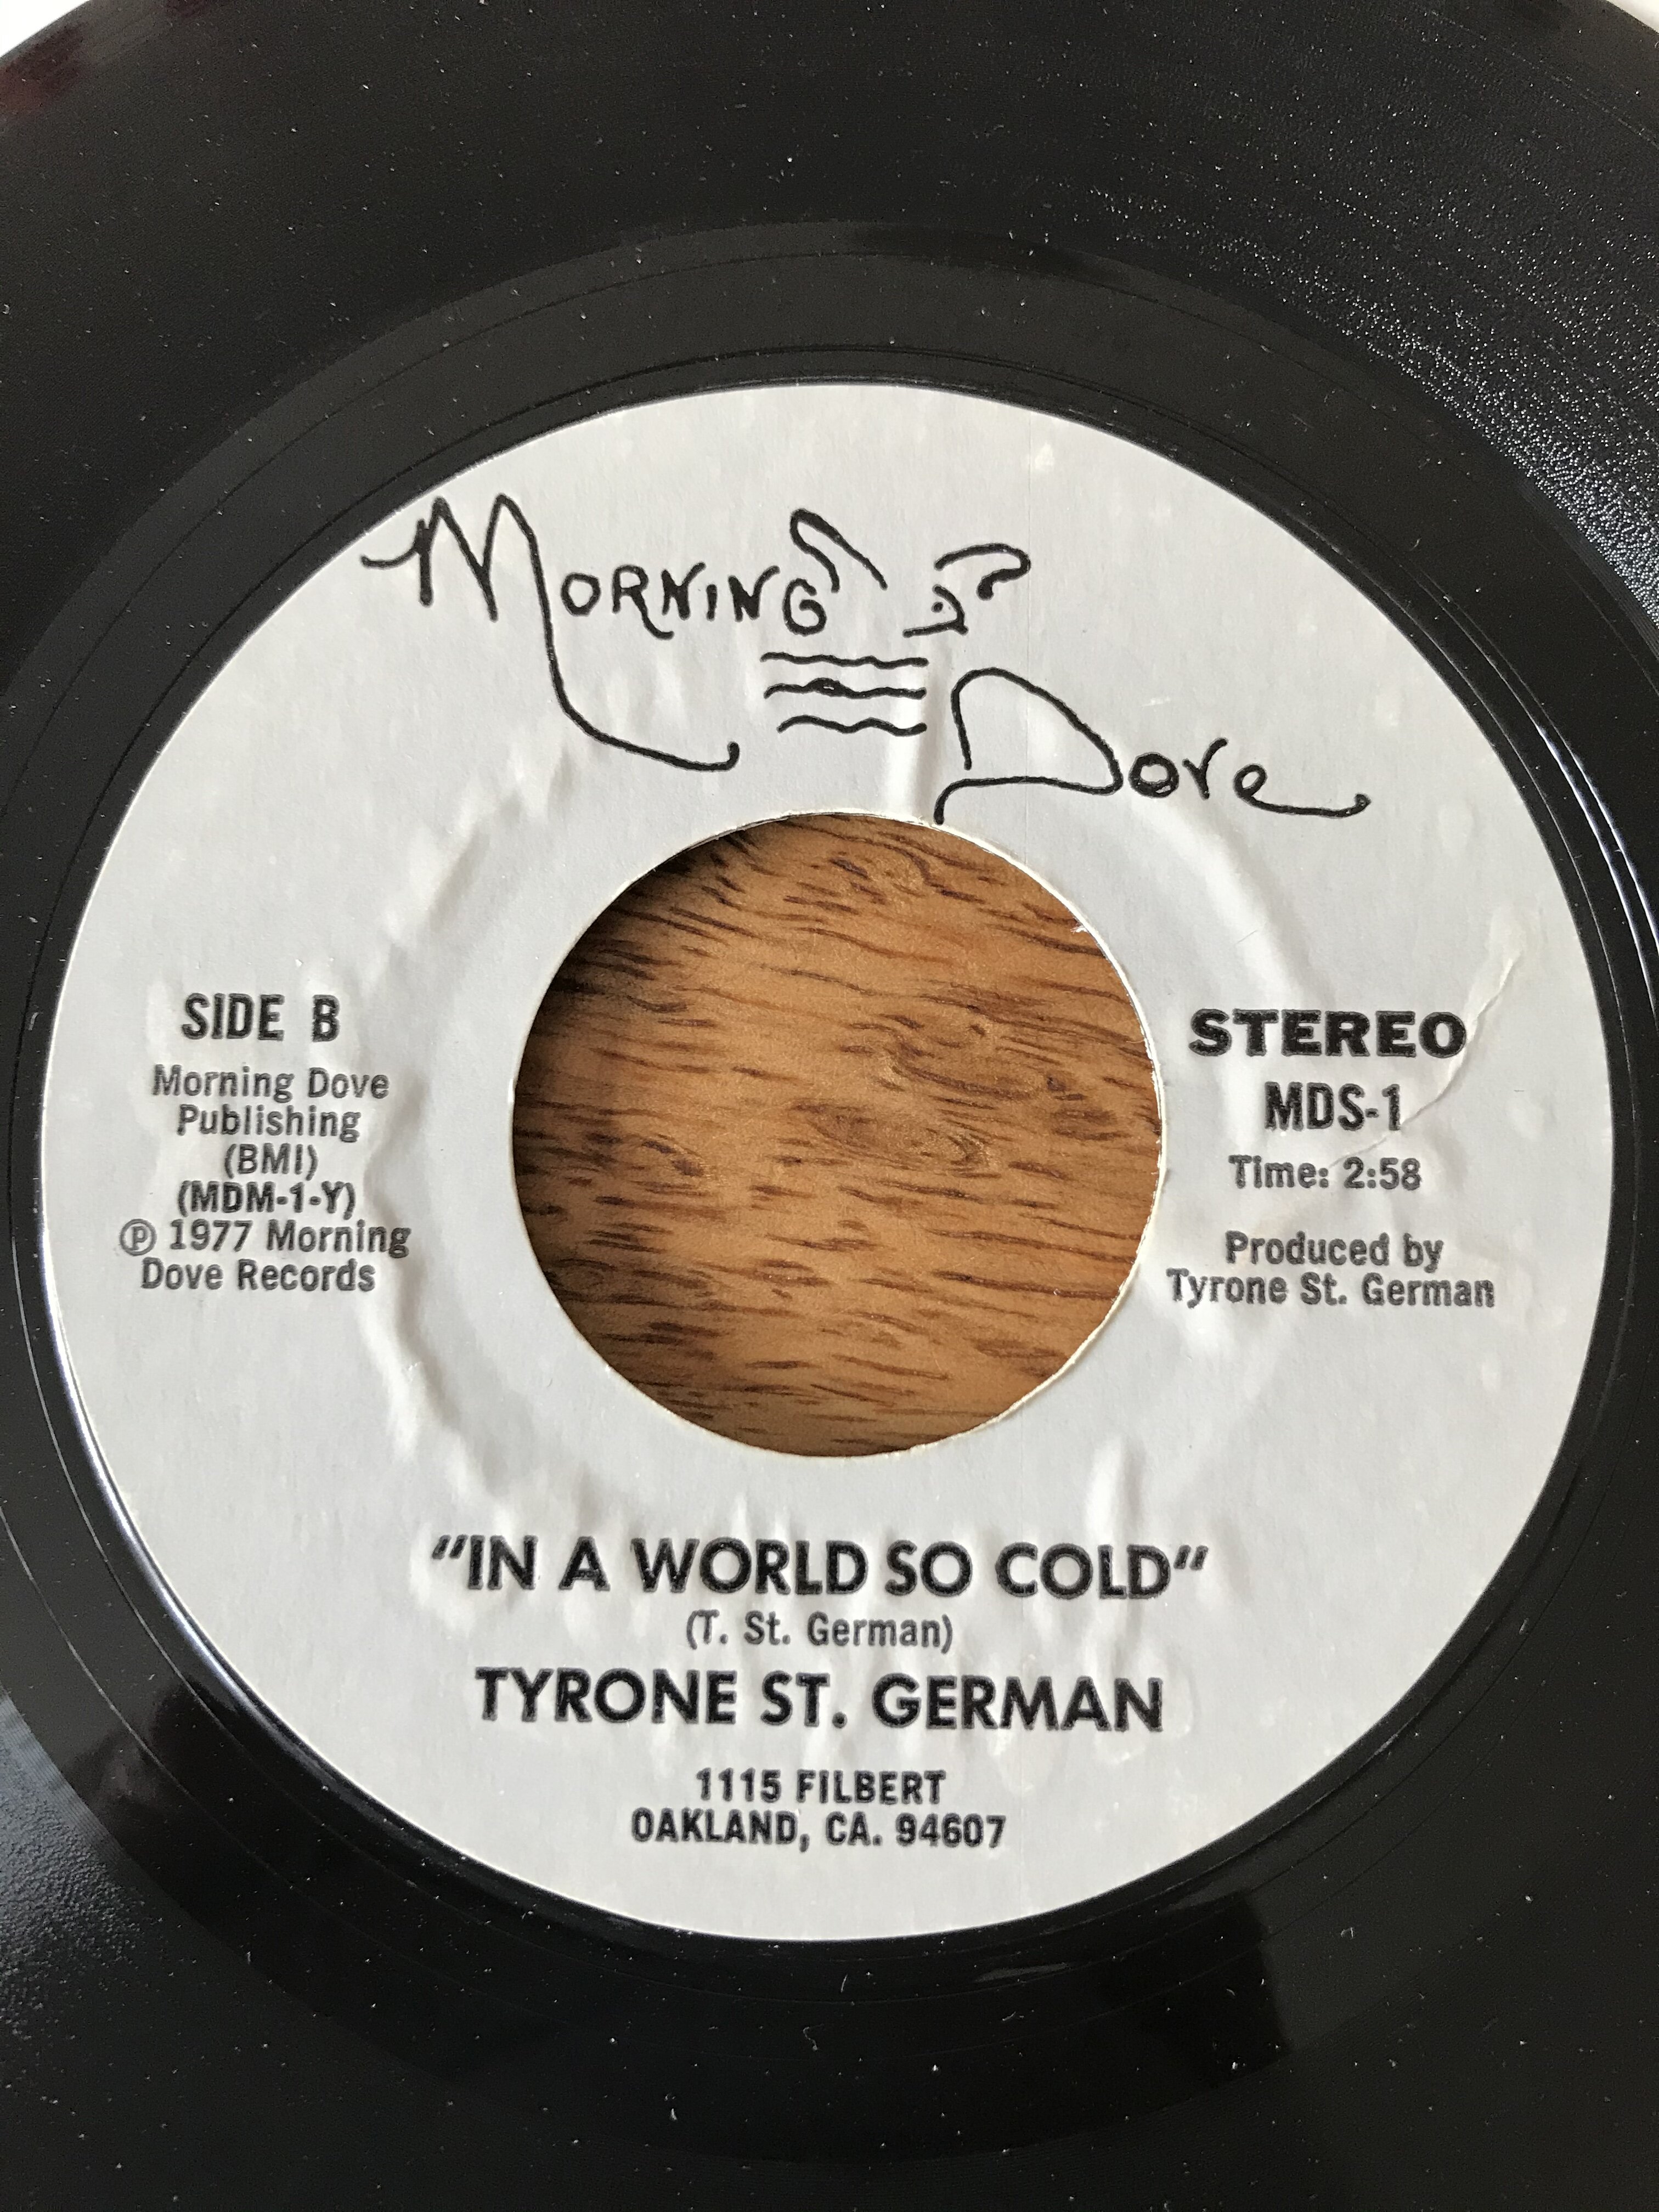 MORNING
Dove
SIDE B
Morning Dove
Publishing
(BMI)
(MDM-1-Y)
℗ 1977 Morning
Dove Records
STEREO
MDS-1
Time: 2:58
Produced by
Tyrone St. German
"IN A WORLD SO COLD"
(T. St. German)
TYRONE ST. GERMAN
1115 FILBERT
OAKLAND, CA. 94607